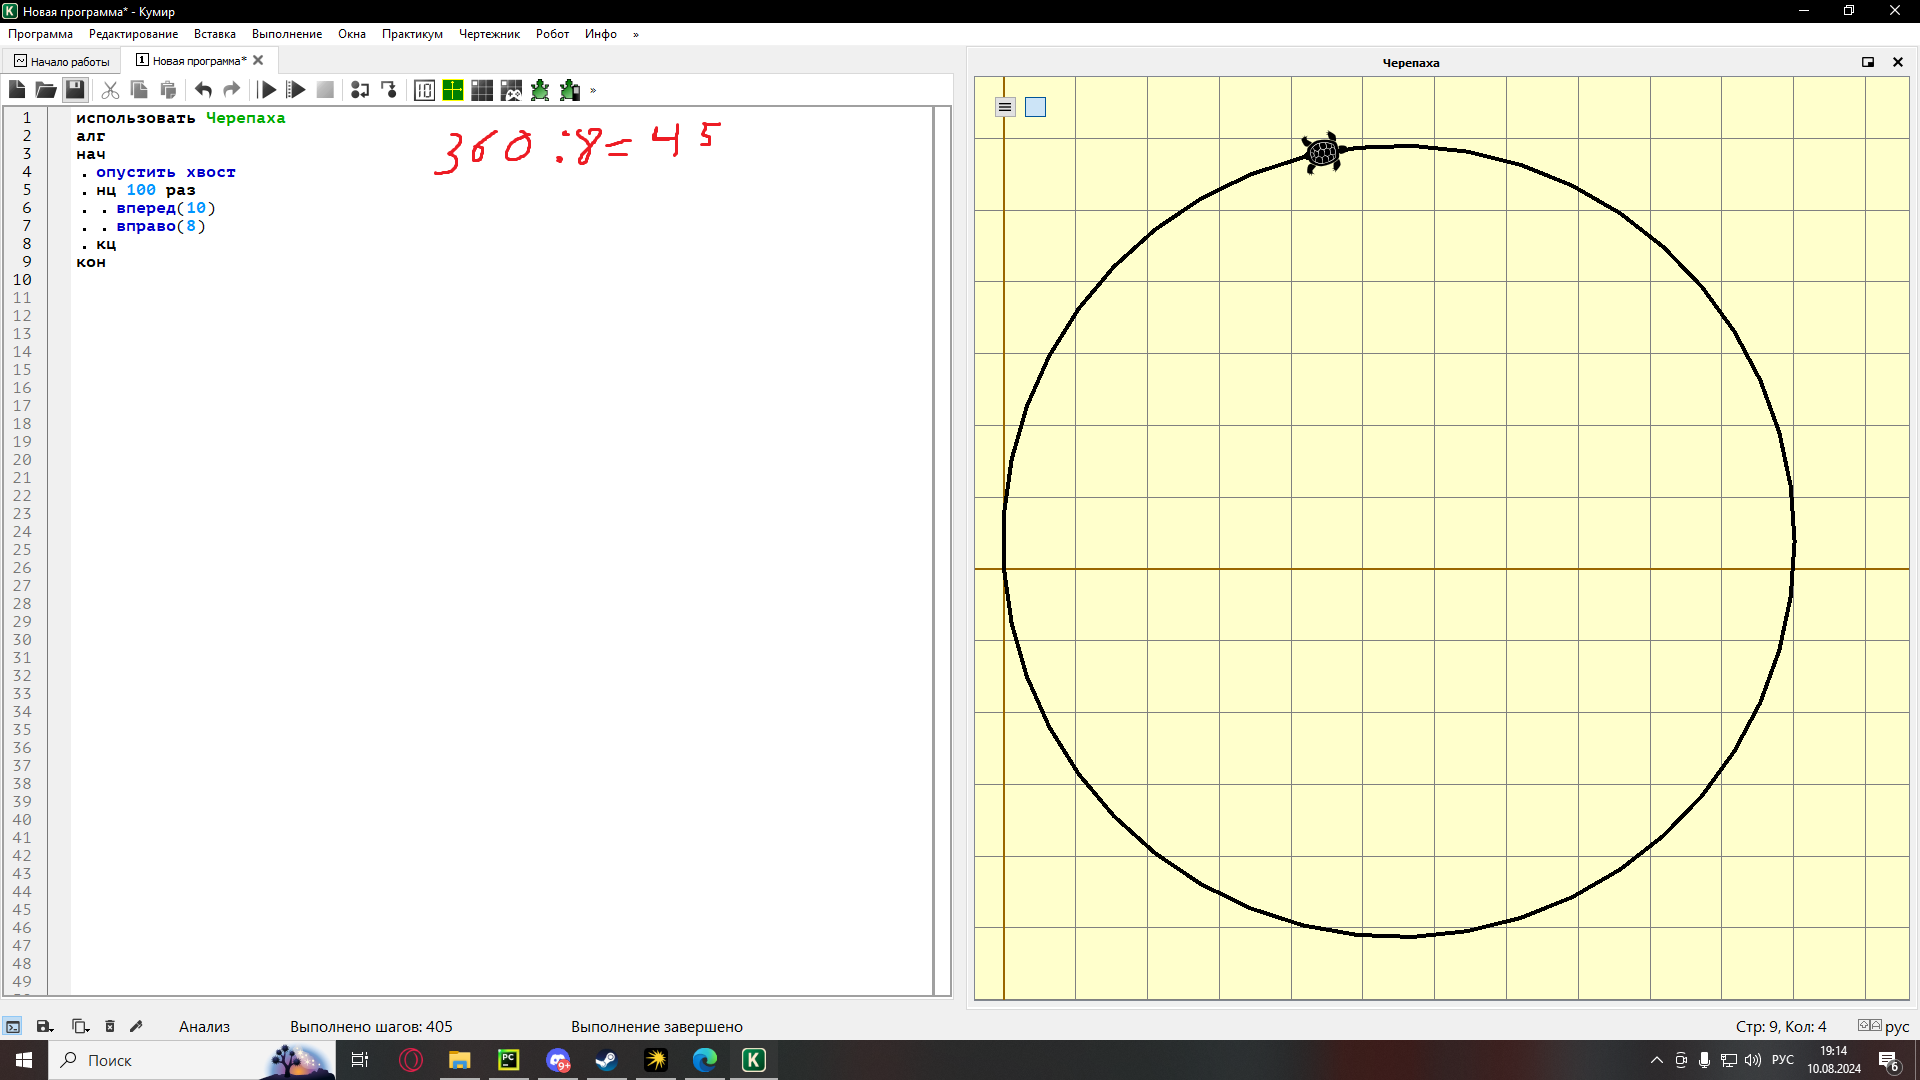 Новая программа* - Кумир
Программа Редактирование Вставка Выполнение Окна Практикум Чертежник Робот Инфо »
Начало работы 1 Новая программа*
Черепаха
»
1 использовать Черепаха
2 алг
3 нач
4 . опустить хвост
5 . нц 100 раз
6 . . вперед(10)
7 . . вправо(8)
8 . кц
9 кон
10
11
12
13
14
15
16
17
18
19
20
21
22
23
24
25
26
27
28
29
30
31
32
33
34
35
36
37
38
39
40
41
42
43
44
45
46
47
48
49
360 :8= 45
Анализ Выполнено шагов: 405 Выполнение завершено Стр: 9, Кол: 4 рус
Поиск РУС 19:14
10.08.2024
6